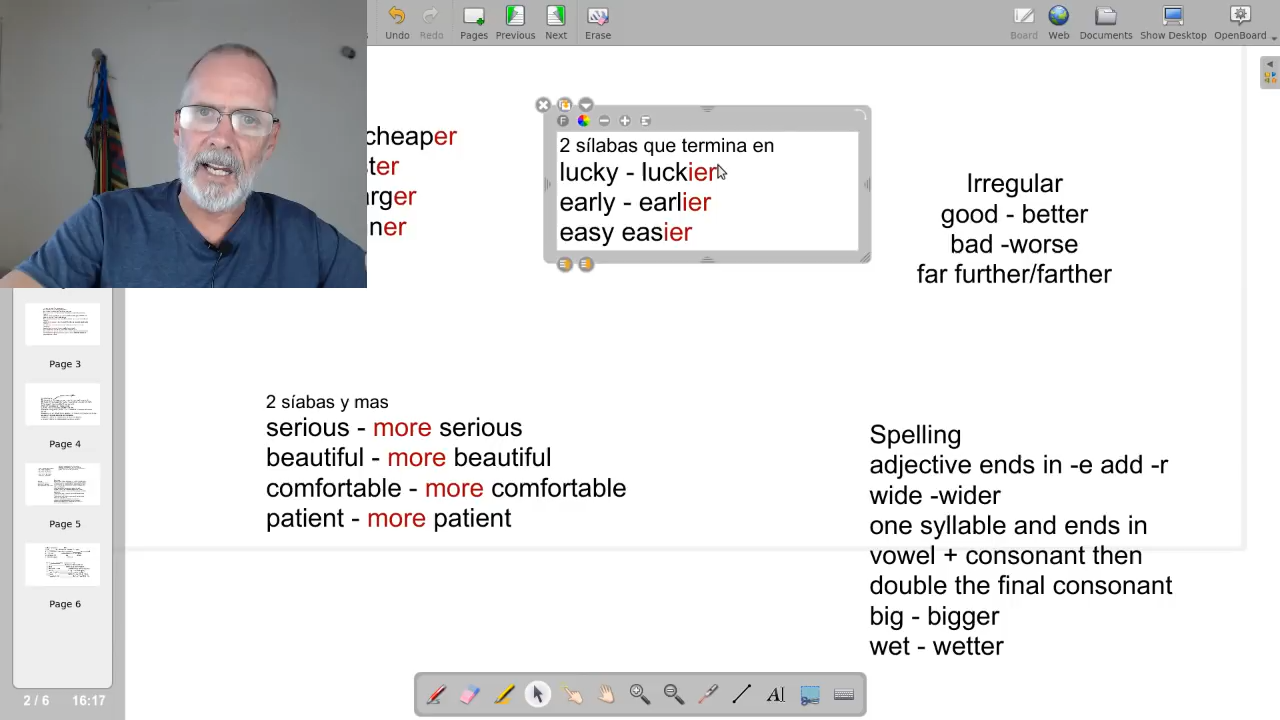 Undo Redo Pages Previous Next Erase Board Web Documents Show Desktop OpenBoard
cheaper
ter
rger
ner
2 sílabas que termina en
lucky - luckier
early - earlier
easy easier
Irregular
good - better
bad -worse
far further/farther
2 síabas y mas
serious - more serious
beautiful - more beautiful
comfortable - more comfortable
patient - more patient
Spelling
adjective ends in -e add -r
wide -wider
one syllable and ends in
vowel + consonant then
double the final consonant
big - bigger
wet - wetter
Page 3
Page 4
Page 5
Page 6
2 / 6 16:17